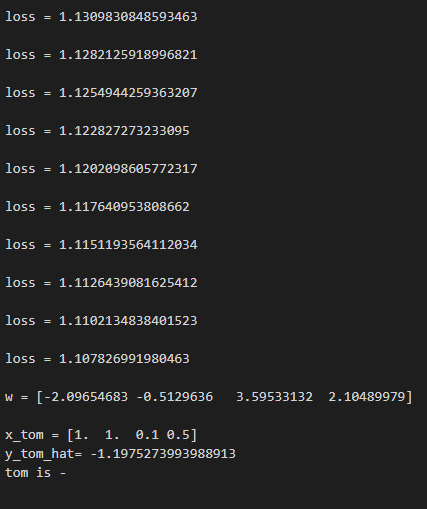 loss = 1.1309830848593463
loss = 1.1282125918996821
loss = 1.1254944259363207
loss = 1.122827273233095
loss = 1.1202098605772317
loss = 1.117640953808662
loss = 1.1151193564112034
loss = 1.1126439081625412
loss = 1.1102134838401523
loss = 1.107826991980463
w = [-2.09654683 -0.5129636   3.59533132  2.10489979]
x_tom = [1.  1.  0.1 0.5]
y_tom_hat= -1.1975273993988913
tom is -